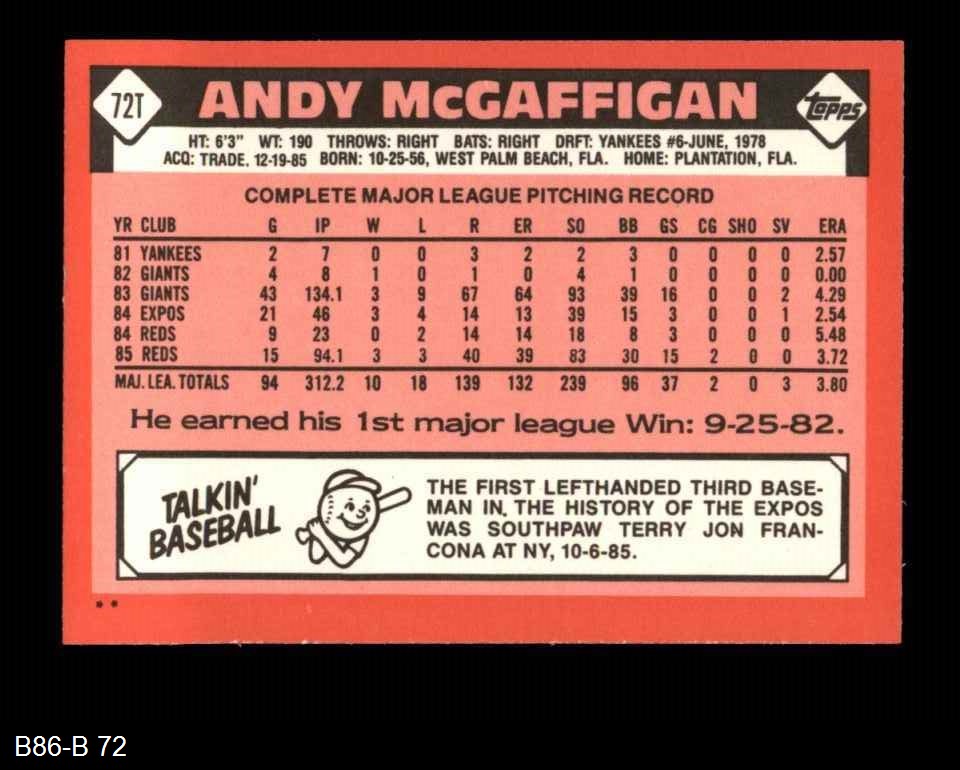 72T ANDY McGAFFIGAN Topps
HT: 6'3" WT: 190 THROWS: RIGHT BATS: RIGHT DRFT: YANKEES #6-JUNE, 1978
ACQ: TRADE, 12-19-85 BORN: 10-25-56, WEST PALM BEACH, FLA. HOME: PLANTATION, FLA.
COMPLETE MAJOR LEAGUE PITCHING RECORD
YR CLUB G IP W L R ER SO BB GS CG SHO SV ERA
81 YANKEES 2 7 0 0 3 2 2 3 0 0 0 0 2.57
82 GIANTS 4 8 1 0 1 0 4 1 0 0 0 0 0.00
83 GIANTS 43 134.1 3 9 67 64 93 39 16 0 0 2 4.29
84 EXPOS 21 46 3 4 14 13 39 15 3 0 0 1 2.54
84 REDS 9 23 0 2 14 14 18 8 3 0 0 0 5.48
85 REDS 15 94.1 3 3 40 39 83 30 15 2 0 0 3.72
MAJ. LEA. TOTALS 94 312.2 10 18 139 132 239 96 37 2 0 3 3.80
He earned his 1st major league Win: 9-25-82.
TALKIN'
BASEBALL
THE FIRST LEFTHANDED THIRD BASE-
MAN IN THE HISTORY OF THE EXPOS
WAS SOUTHPAW TERRY JON FRAN-
CONA AT NY, 10-6-85.
**
B86-B 72